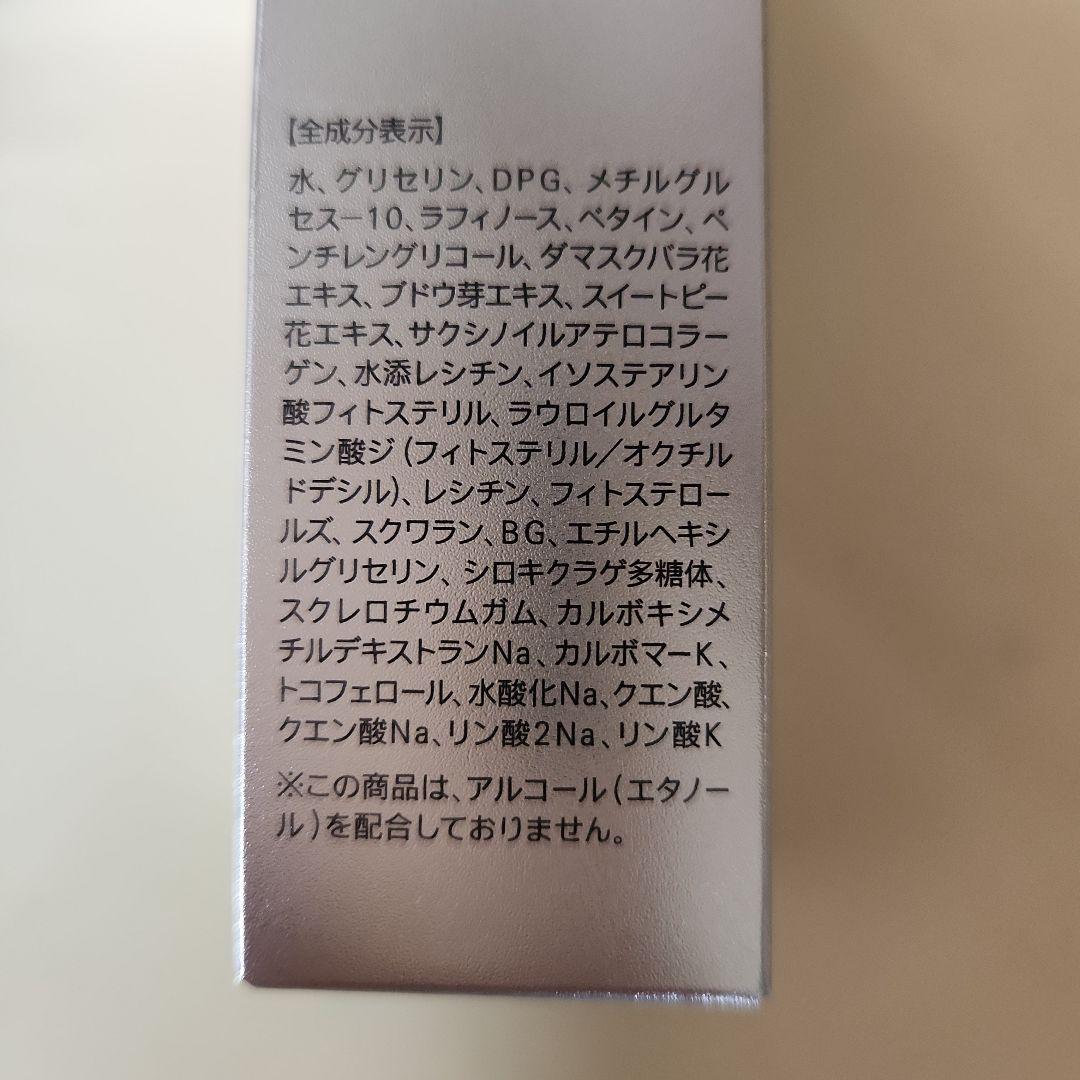 【全成分表示】
水、グリセリン、DPG、メチルグル
セス－10、ラフィノース、ベタイン、ペ
ンチレングリコール、ダマスクバラ花
エキス、ブドウ芽エキス、スイートピー
花エキス、サクシノイルアテロコラー
ゲン、水添レシチン、イソステアリン
酸フィトステリル、ラウロイルグルタ
ミン酸ジ(フィトステリル／オクチル
ドデシル)、レシチン、フィトステロー
ルズ、スクワラン、BG、エチルヘキシ
ルグリセリン、シロキクラゲ多糖体、
スクレロチウムガム、カルボキシメ
チルデキストランNa、カルボマーK、
トコフェロール、水酸化Na、クエン酸、
クエン酸Na、リン酸2Na、リン酸K
※この商品は、アルコール(エタノー
ル)を配合しておりません。